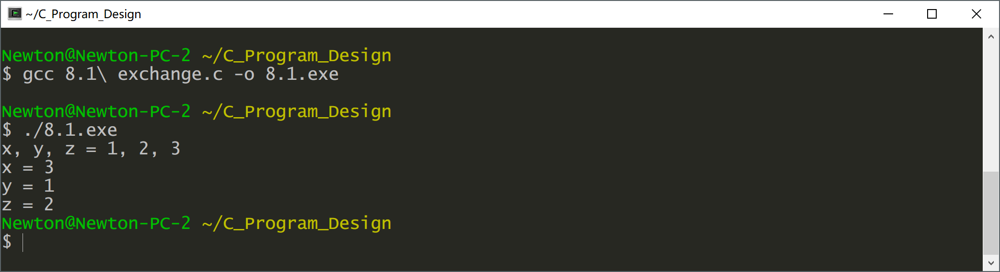 ~/C_Program_Design
Newton@Newton-PC-2 ~/C_Program_Design
$ gcc 8.1\ exchange.c -o 8.1.exe
Newton@Newton-PC-2 ~/C_Program_Design
$ ./8.1.exe
x, y, z = 1, 2, 3
x = 3
y = 1
z = 2
Newton@Newton-PC-2 ~/C_Program_Design
$